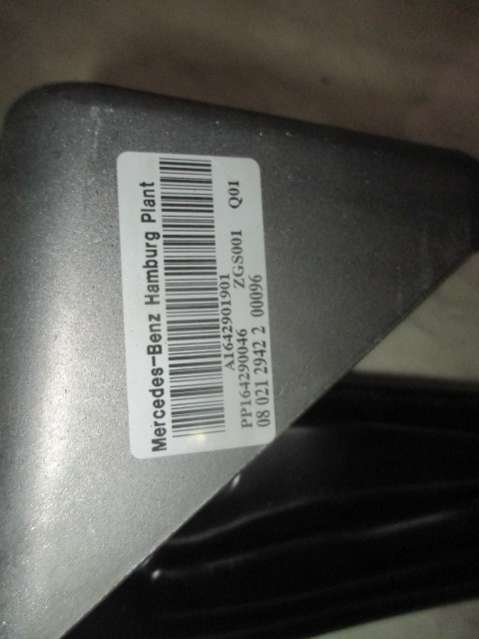 Mercedes-Benz Hamburg Plant
A1642901901
PP164290046 ZGS001 Q01
08 021 2942 2 00096